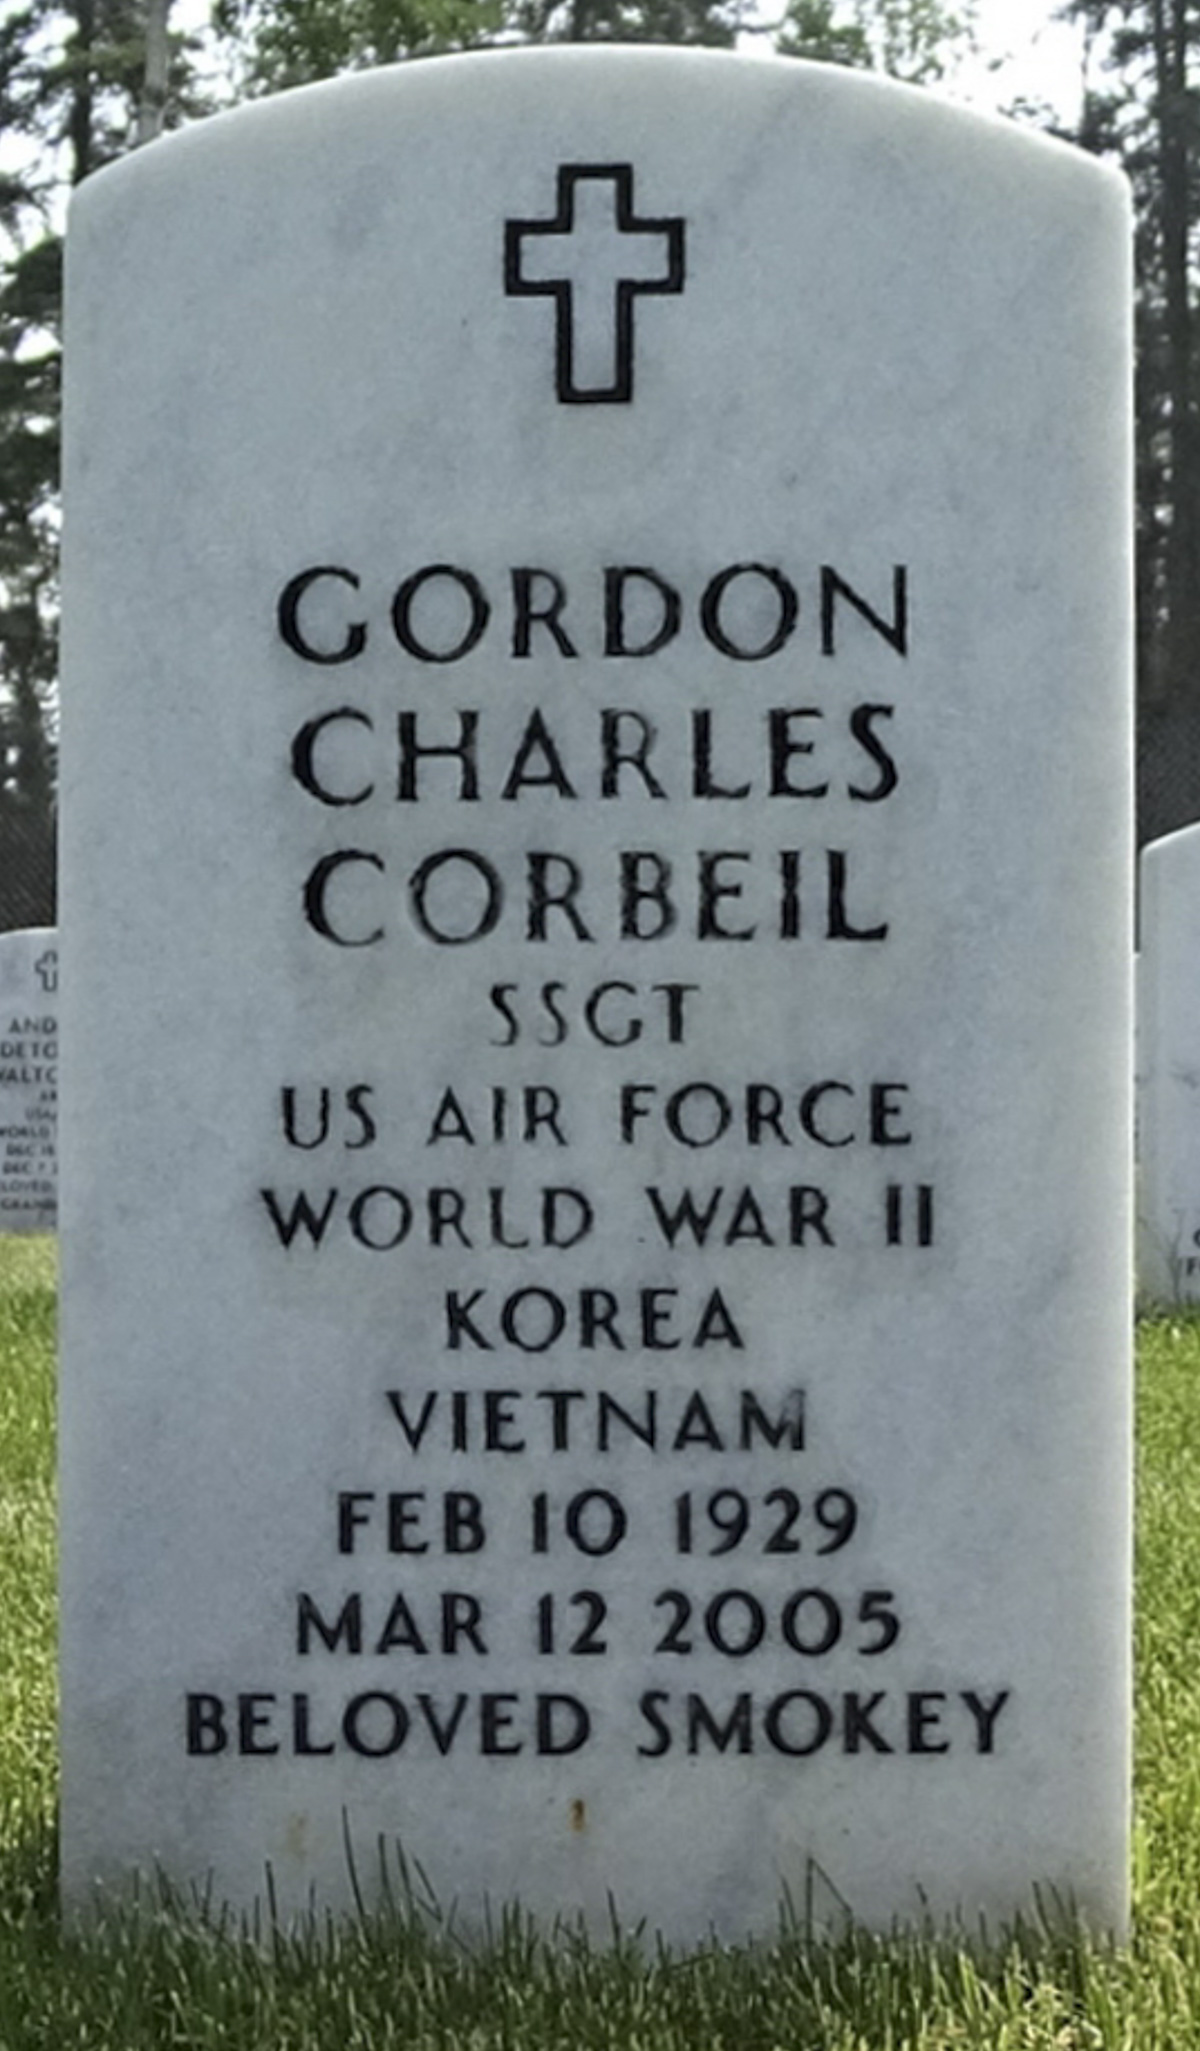 GORDON
CHARLES
CORBEIL
SSGT
US AIR FORCE
WORLD WAR II
KOREA
VIETNAM
FEB 10 1929
MAR 12 2005
BELOVED SMOKEY